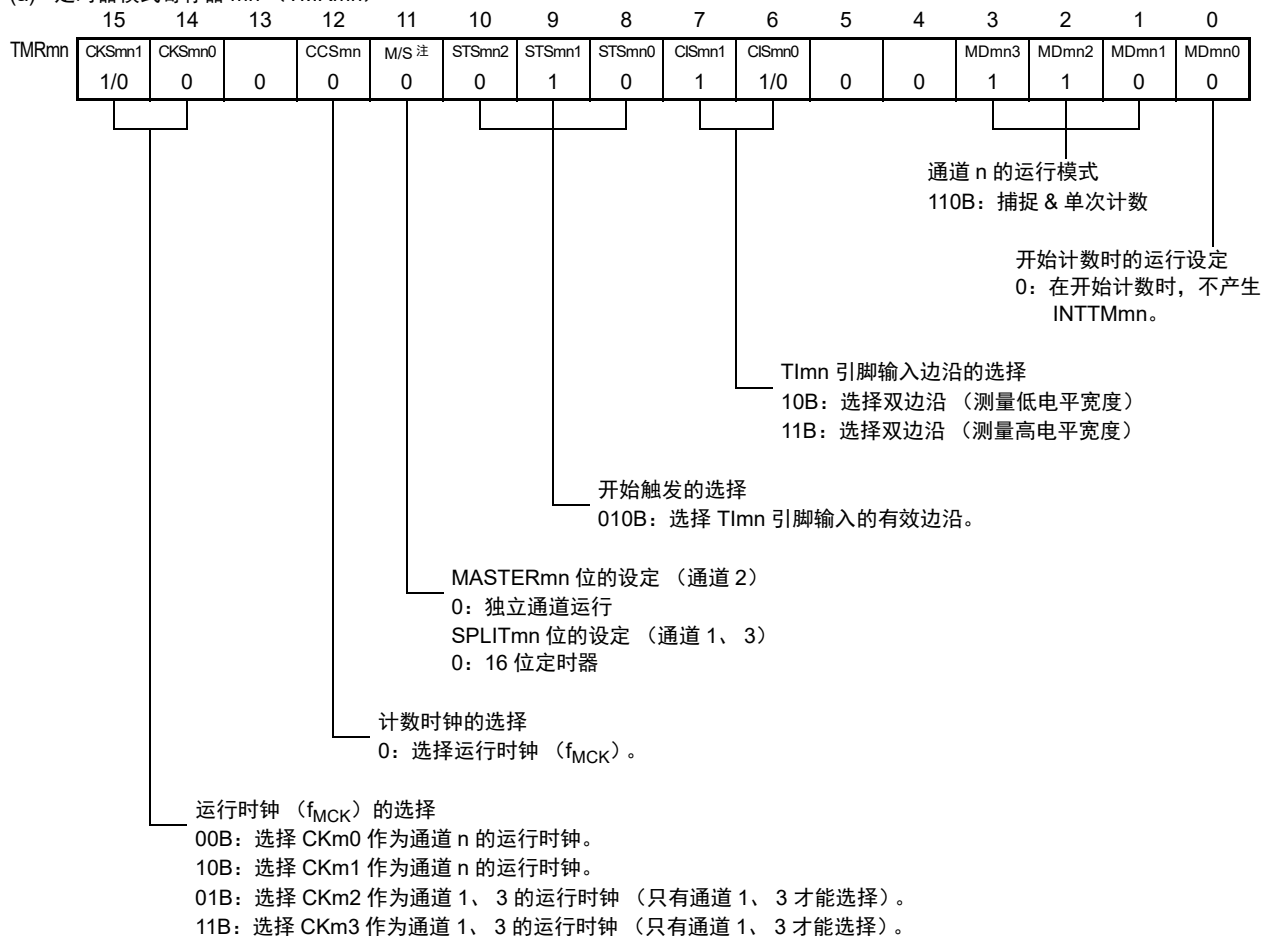 15 14 13 12 11 10 9 8 7 6 5 4 3 2 1 0
TMRmn CKSmn1 CKSmn0 CCSmn M/S 注 STSmn2 STSmn1 STSmn0 CISmn1 CISmn0 MDmn3 MDmn2 MDmn1 MDmn0
1/0 0 0 0 0 0 1 0 1 1/0 0 0 1 1 0 0
通道 n 的运行模式
110B：捕捉 & 单次计数
开始计数时的运行设定
0：在开始计数时，不产生
INTTMmn。
TImn 引脚输入边沿的选择
10B：选择双边沿 （测量低电平宽度）
11B：选择双边沿 （测量高电平宽度）
开始触发的选择
010B：选择 TImn 引脚输入的有效边沿。
MASTERmn 位的设定 （通道 2）
0：独立通道运行
SPLITmn 位的设定 （通道 1、 3）
0：16 位定时器
计数时钟的选择
0：选择运行时钟 （fMCK）。
运行时钟 （fMCK）的选择
00B：选择 CKm0 作为通道 n 的运行时钟。
10B：选择 CKm1 作为通道 n 的运行时钟。
01B：选择 CKm2 作为通道 1、 3 的运行时钟 （只有通道 1、 3 才能选择）。
11B：选择 CKm3 作为通道 1、 3 的运行时钟 （只有通道 1、 3 才能选择）。